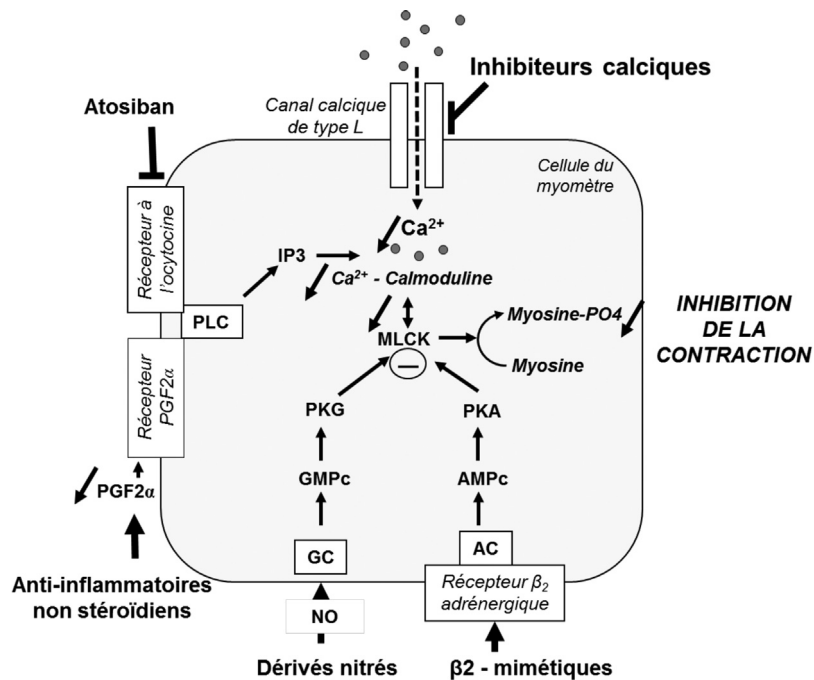 Inhibiteurs calciques
Atosiban
Canal calcique
de type L
Cellule du
myomètre
Récepteur à
l'ocytocine
Ca²⁺
IP3
Ca²⁺ - Calmoduline
PLC
MLCK
Myosine-PO4
Myosine
INHIBITION
DE LA
CONTRACTION
Récepteur
PGF2α
PKG
PKA
PGF2α
GMPc
AMPc
GC
AC
Anti-inflammatoires
non stéroïdiens
NO
Récepteur β₂
adrénergique
Dérivés nitrés
β2 - mimétiques